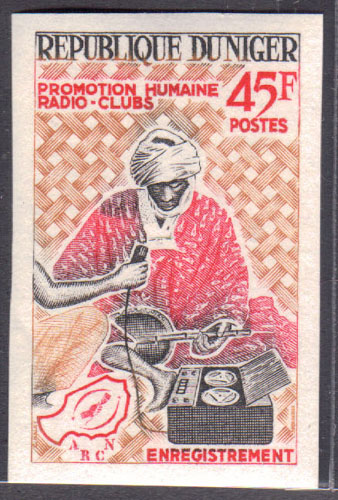 REPUBLIQUE DU NIGER
PROMOTION HUMAINE
RADIO-CLUBS
45F
POSTES
A R C N
ENREGISTREMENT